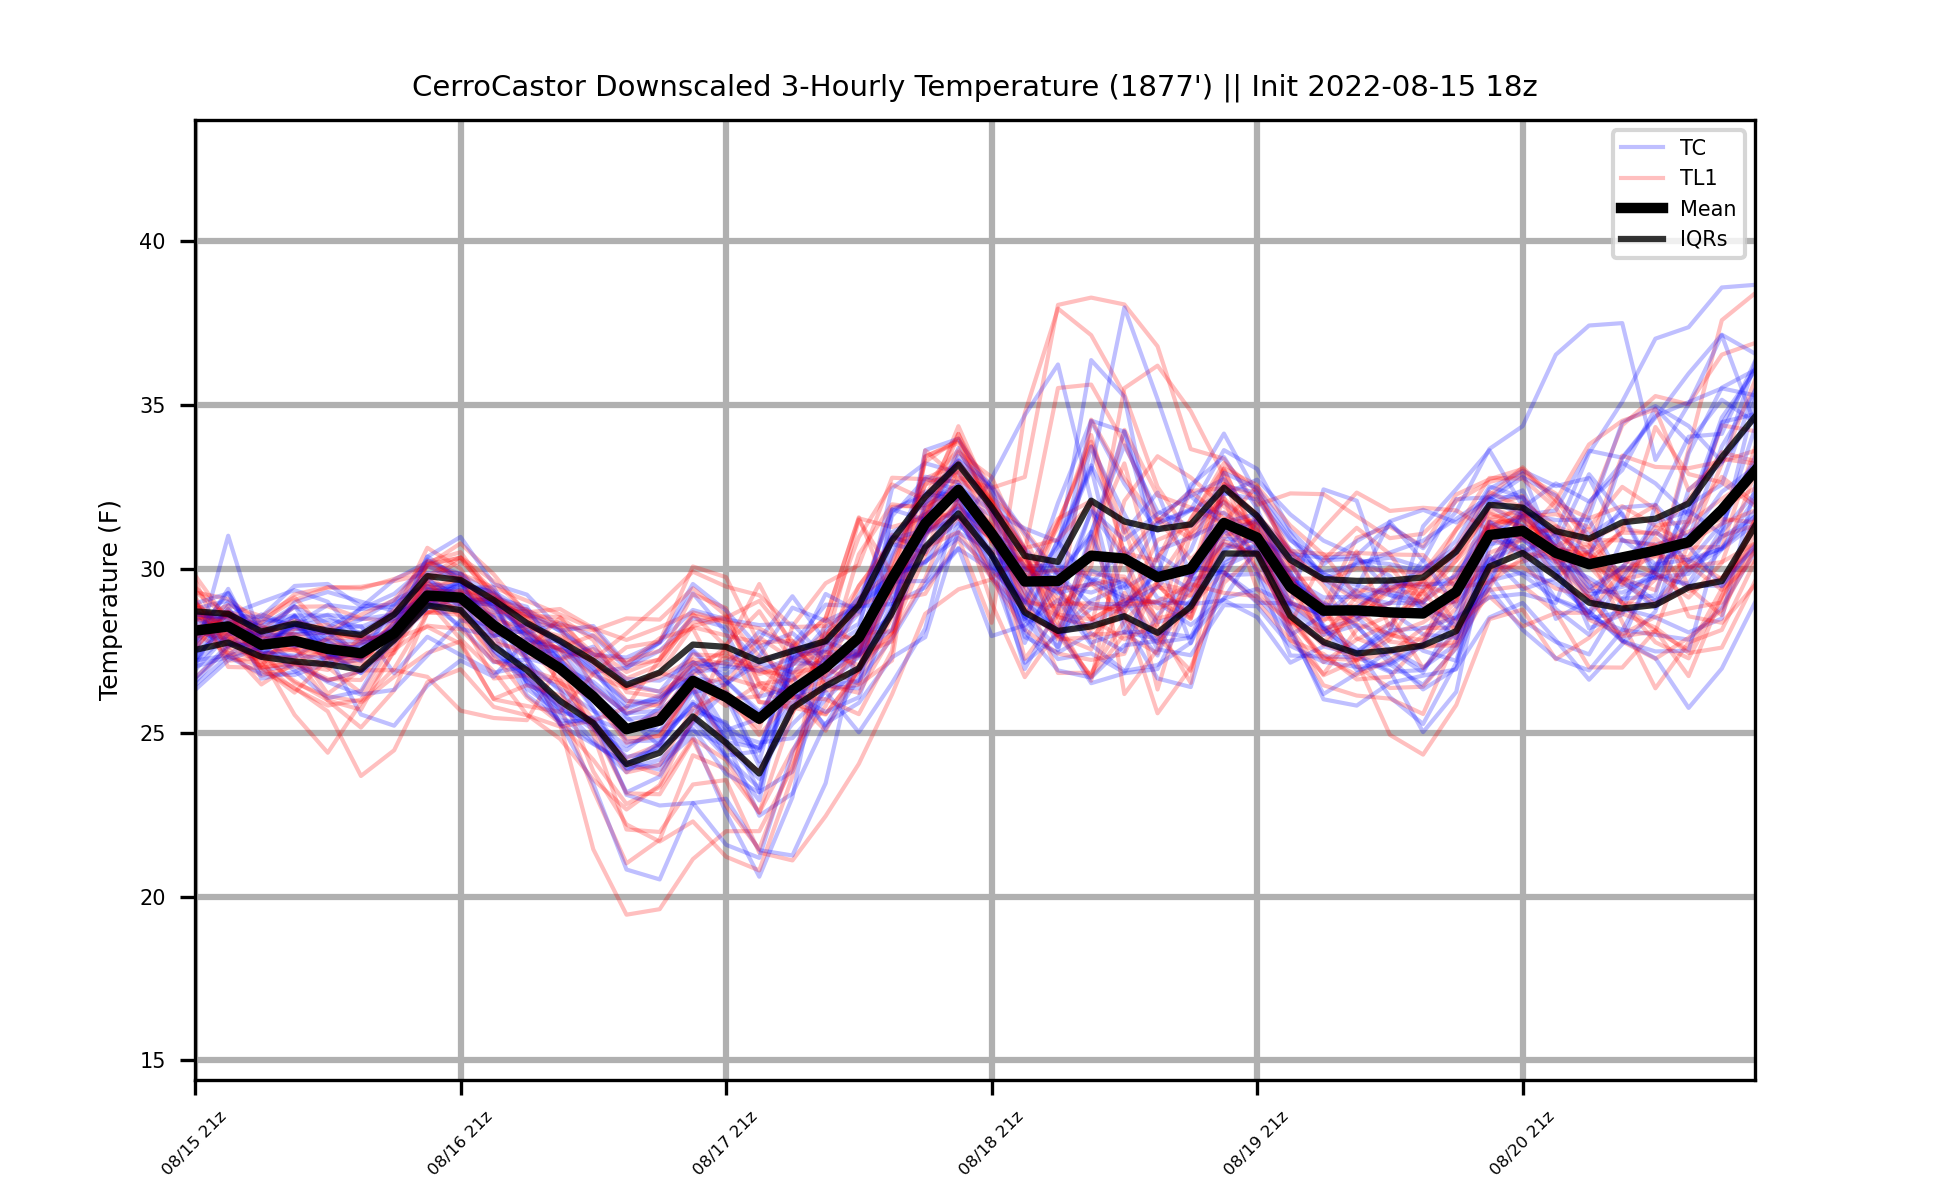 CerroCastor Downscaled 3-Hourly Temperature (1877') || Init 2022-08-15 18z
TC
TL1
Mean
IQRs
Temperature (F)
40
35
30
25
20
15
08/15 21z
08/16 21z
08/17 21z
08/18 21z
08/19 21z
08/20 21z